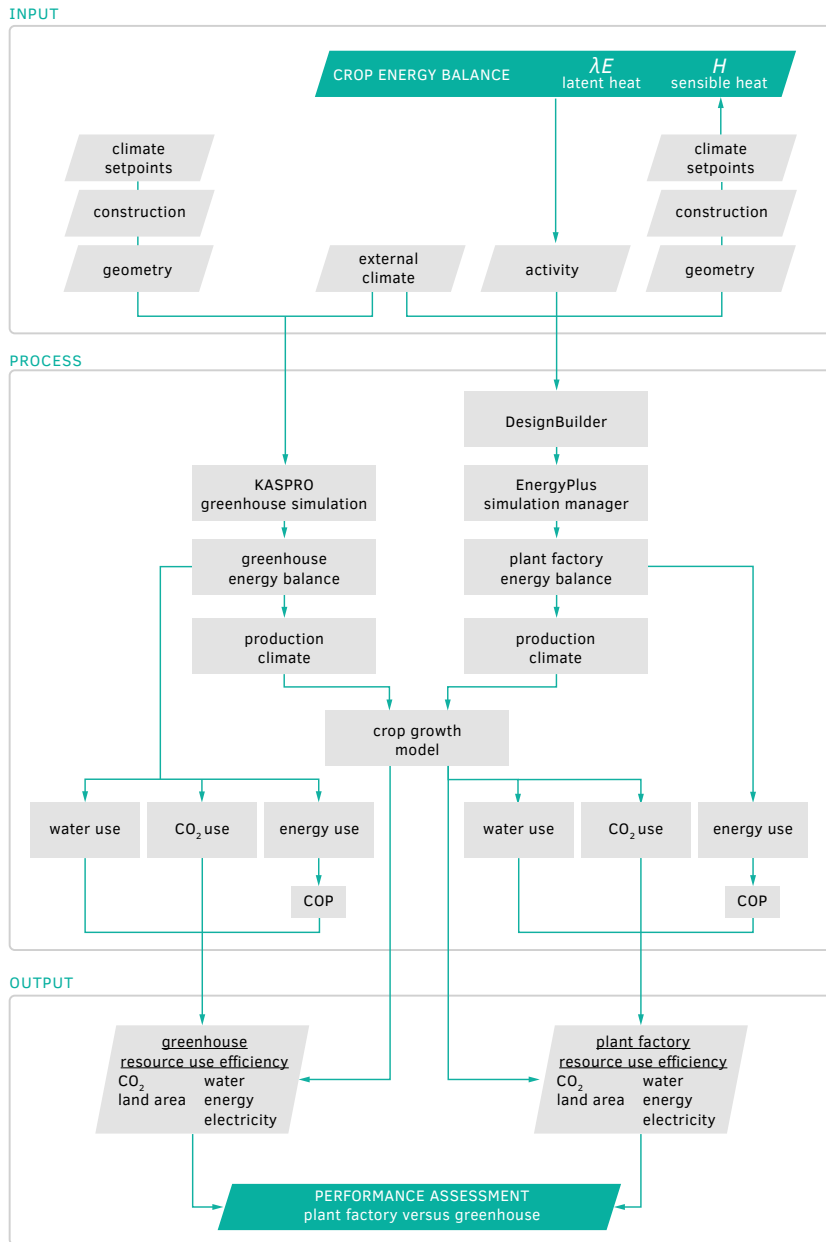 INPUT
CROP ENERGY BALANCE
λE
latent heat
H
sensible heat
climate
setpoints
construction
geometry
external
climate
activity
climate
setpoints
construction
geometry
PROCESS
DesignBuilder
KASPRO
greenhouse simulation
EnergyPlus
simulation manager
greenhouse
energy balance
plant factory
energy balance
production
climate
production
climate
crop growth
model
water use
CO₂ use
energy use
water use
CO₂ use
energy use
COP
COP
OUTPUT
greenhouse
resource use efficiency
CO₂ water
land area energy
electricity
plant factory
resource use efficiency
CO₂ water
land area energy
electricity
PERFORMANCE ASSESSMENT
plant factory versus greenhouse